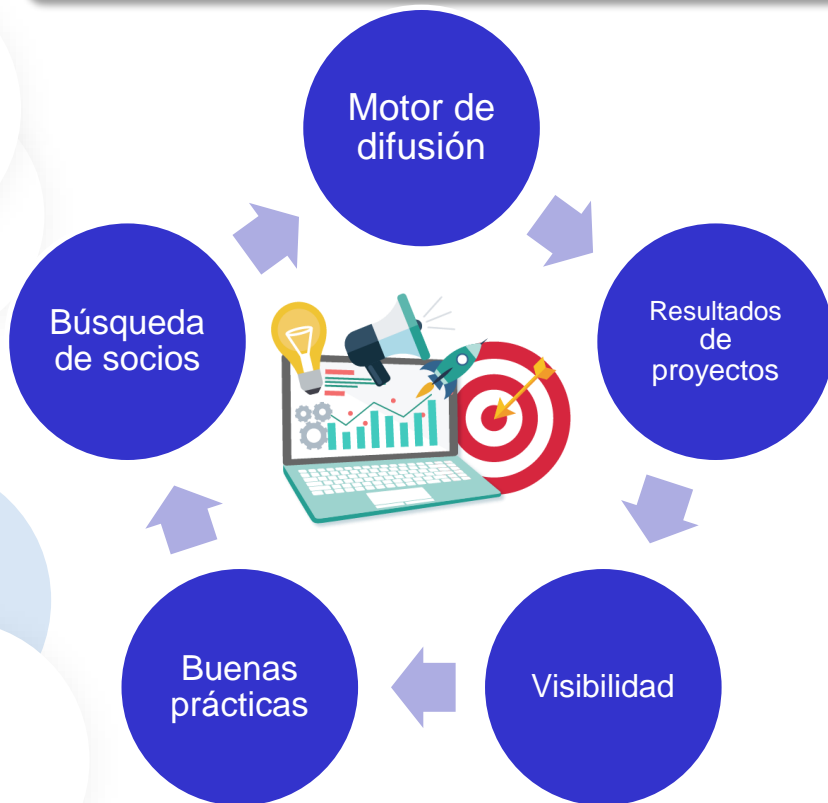 Motor de
difusión
Resultados
de
proyectos
Visibilidad
Buenas
prácticas
Búsqueda
de socios